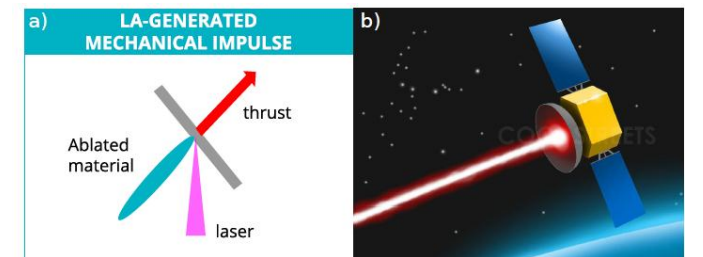 a)
LA-GENERATED
MECHANICAL IMPULSE
thrust
Ablated
material
laser
b)